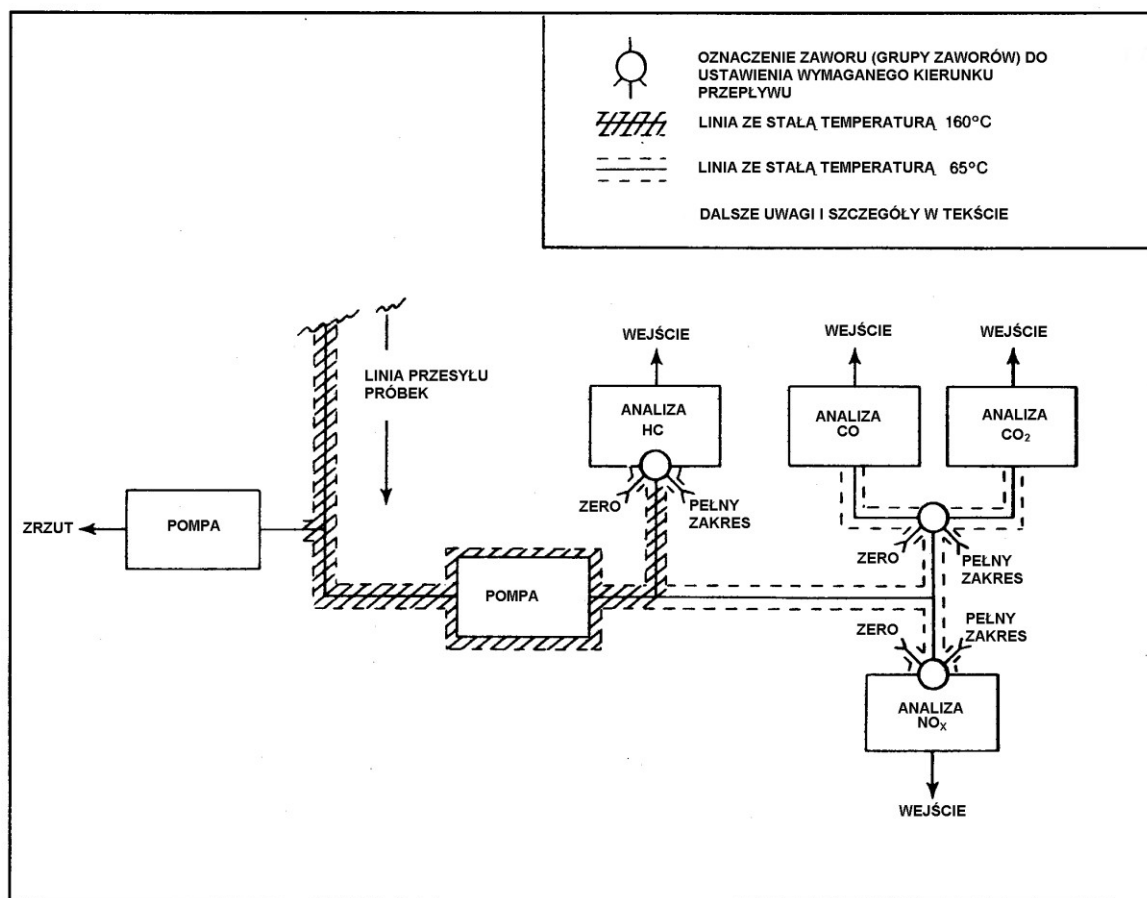 OZNACZENIE ZAWORU (GRUPY ZAWORÓW) DO
USTAWIENIA WYMAGANEGO KIERUNKU
PRZEPŁYWU
LINIA ZE STAŁĄ TEMPERATURĄ 160°C
LINIA ZE STAŁĄ TEMPERATURĄ 65°C
DALSZE UWAGI I SZCZEGÓŁY W TEKŚCIE
LINIA PRZESYŁU
PRÓBEK
WEJŚCIE
WEJŚCIE
WEJŚCIE
ANALIZA
HC
ANALIZA
CO
ANALIZA
CO₂
ZERO
PEŁNY
ZAKRES
ZRZUT
POMPA
ZERO
PEŁNY
ZAKRES
POMPA
ZERO
PEŁNY
ZAKRES
ANALIZA
NOₓ
WEJŚCIE